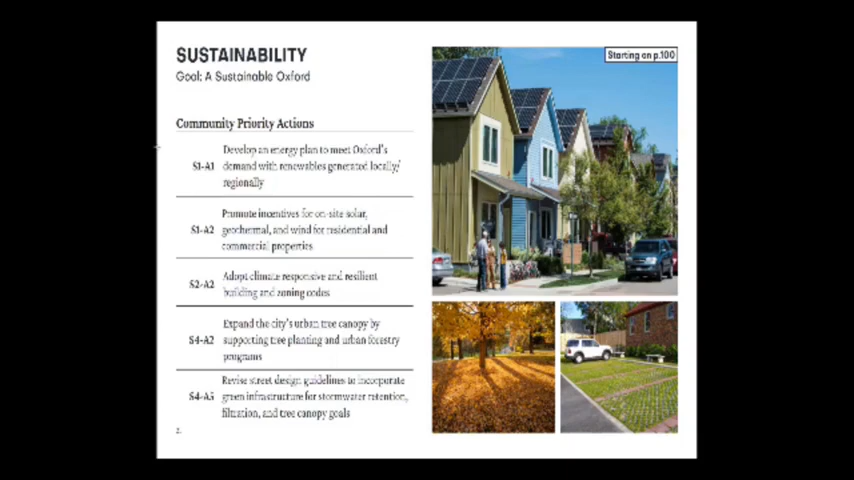 SUSTAINABILITY
Goal: A Sustainable Oxford
Starting on p.100
Community Priority Actions
S1-A1
Develop an energy plan to meet Oxford's
demand with renewables generated locally/
regionally
S1-A2
Promote incentives for on-site solar,
geothermal, and wind for residential and
commercial properties
S2-A2
Adopt climate responsive and resilient
building and zoning codes
S4-A2
Expand the city's urban tree canopy by
supporting tree planting and urban forestry
programs
S4-A3
Revise street design guidelines to incorporate
green infrastructure for stormwater retention,
filtration, and tree canopy goals